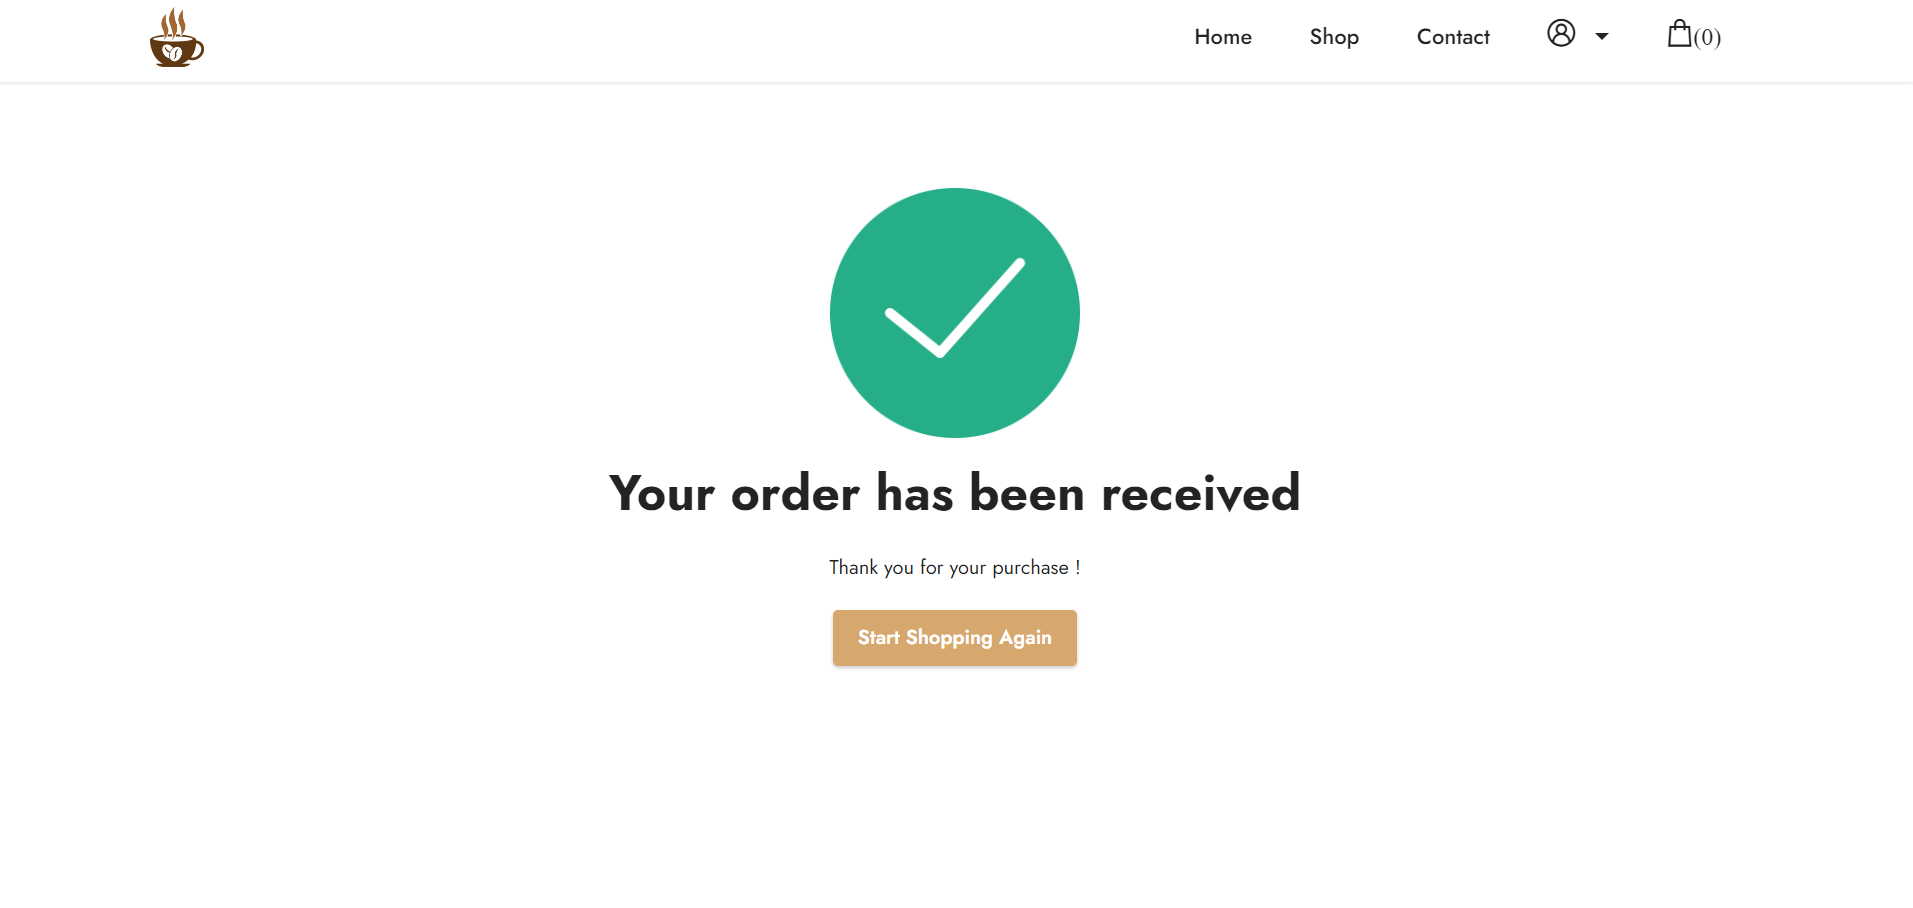 Home Shop Contact (0)
Your order has been received
Thank you for your purchase !
Start Shopping Again